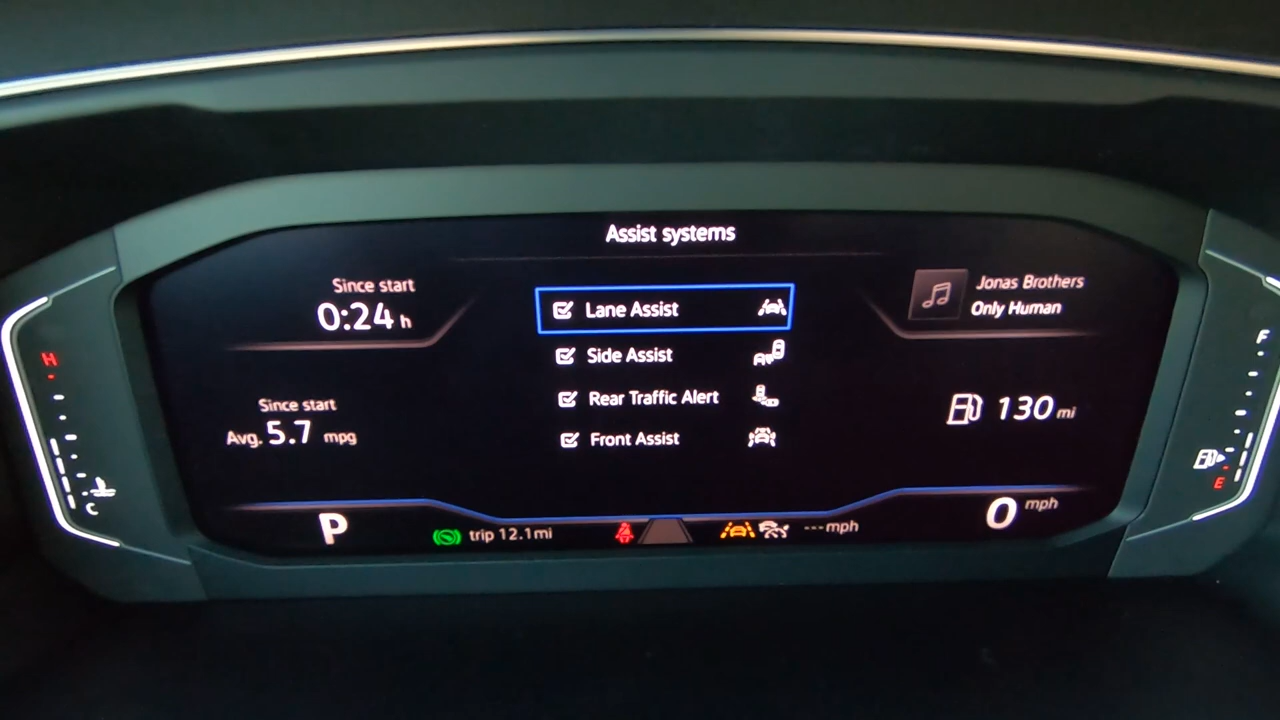 Assist systems
Since start
0:24 h
Since start
Avg. 5.7 mpg
Lane Assist
Side Assist
Rear Traffic Alert
Front Assist
Jonas Brothers
Only Human
130 mi
H
C
F
E
P
trip 12.1mi
---mph
0 mph